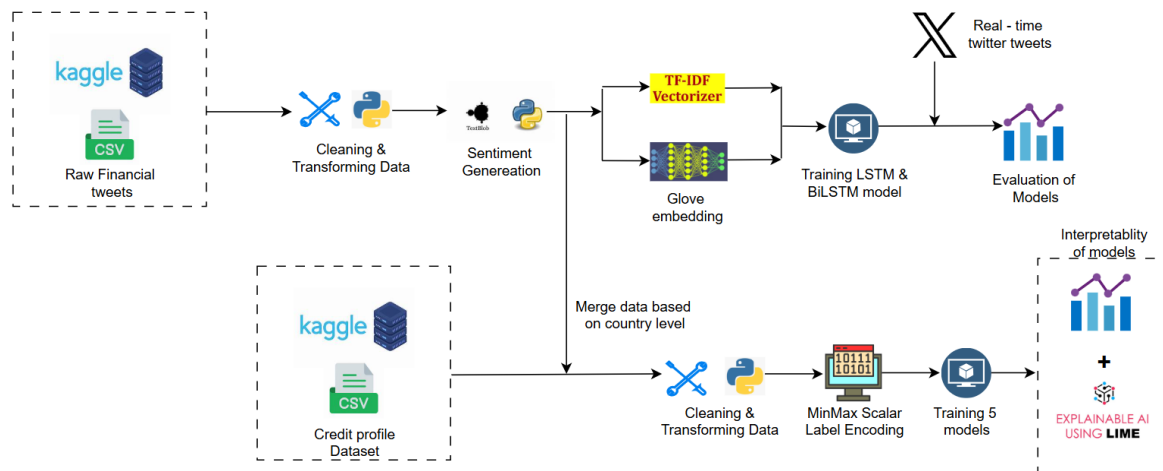 kaggle
CSV
Raw Financial
tweets
Cleaning &
Transforming Data
TextBlob
Sentiment
Genereation
TF-IDF
Vectorizer
Glove
embedding
Training LSTM &
BiLSTM model
Real - time
twitter tweets
Evaluation of
Models
kaggle
CSV
Credit profile
Dataset
Merge data based
on country level
Cleaning &
Transforming Data
10111
10101
MinMax Scalar
Label Encoding
Training 5
models
Interpretablity
of models
+
EXPLAINABLE AI
USING LIME